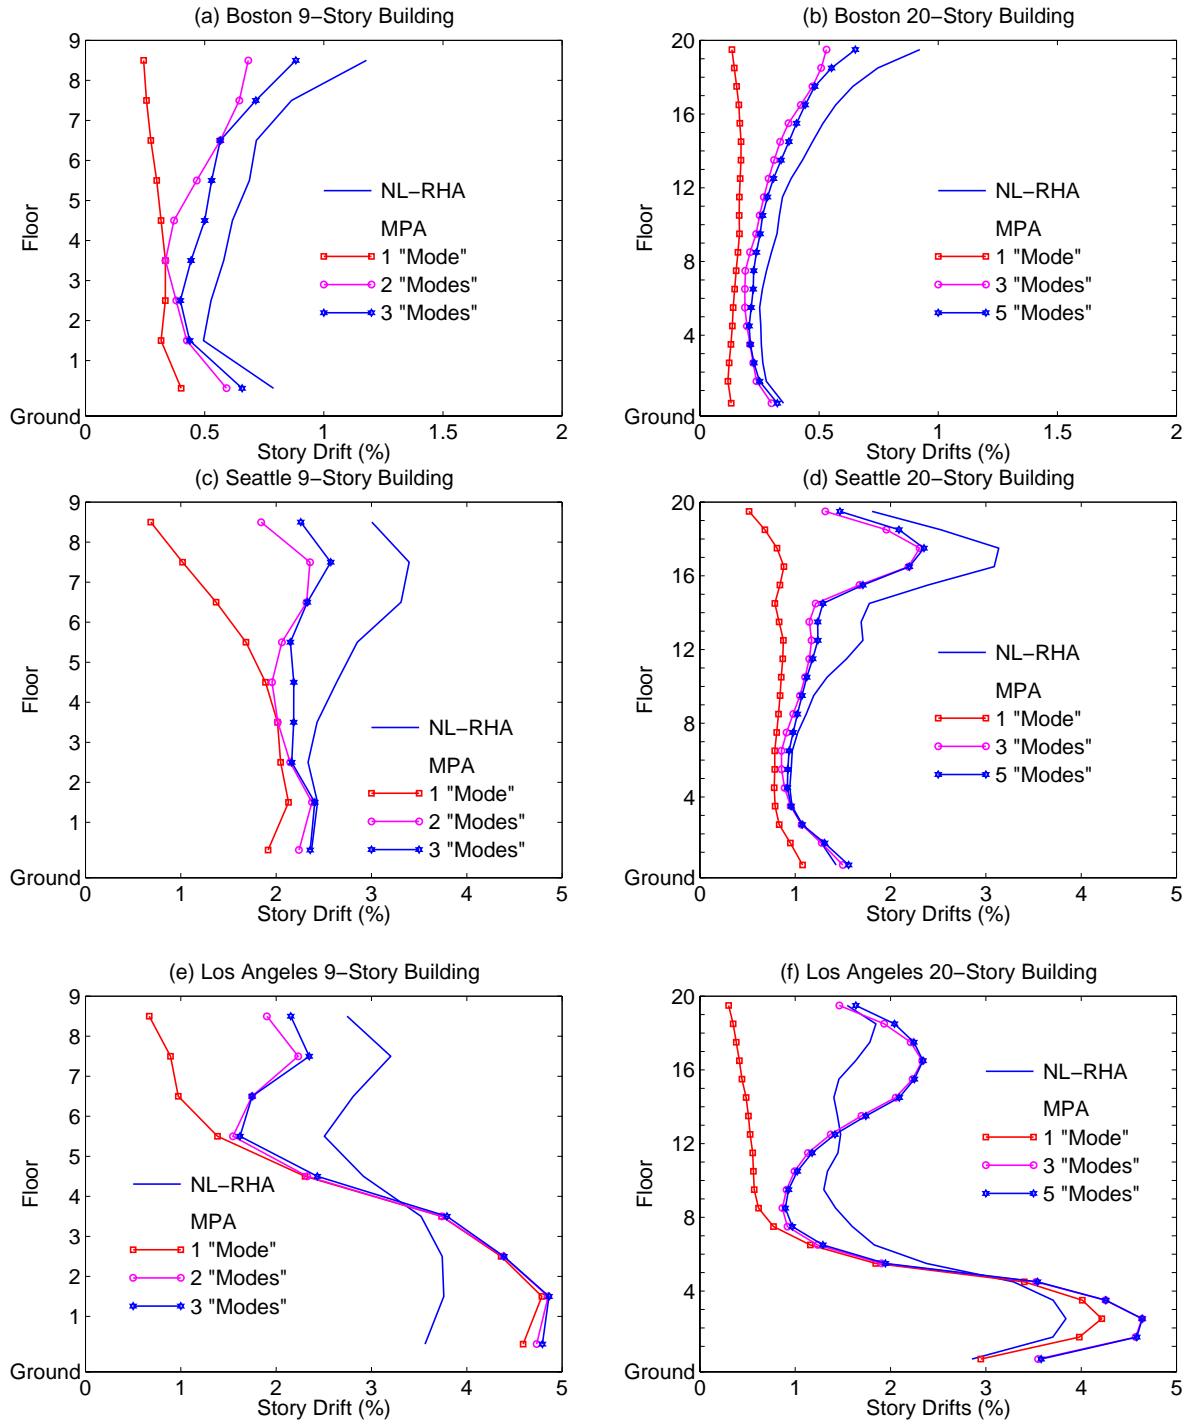 (a) Boston 9−Story Building
9
8
7
6
5
4
3
2
1
Ground
Floor
0
0.5
1
1.5
2
Story Drift (%)
NL−RHA
MPA
1 "Mode"
2 "Modes"
3 "Modes"
(b) Boston 20−Story Building
20
16
12
8
4
Ground
Floor
0
0.5
1
1.5
2
Story Drifts (%)
NL−RHA
MPA
1 "Mode"
3 "Modes"
5 "Modes"
(c) Seattle 9−Story Building
9
8
7
6
5
4
3
2
1
Ground
Floor
0
1
2
3
4
5
Story Drift (%)
NL−RHA
MPA
1 "Mode"
2 "Modes"
3 "Modes"
(d) Seattle 20−Story Building
20
16
12
8
4
Ground
Floor
0
1
2
3
4
5
Story Drifts (%)
NL−RHA
MPA
1 "Mode"
3 "Modes"
5 "Modes"
(e) Los Angeles 9−Story Building
9
8
7
6
5
4
3
2
1
Ground
Floor
0
1
2
3
4
5
Story Drift (%)
NL−RHA
MPA
1 "Mode"
2 "Modes"
3 "Modes"
(f) Los Angeles 20−Story Building
20
16
12
8
4
Ground
Floor
0
1
2
3
4
5
Story Drifts (%)
NL−RHA
MPA
1 "Mode"
3 "Modes"
5 "Modes"